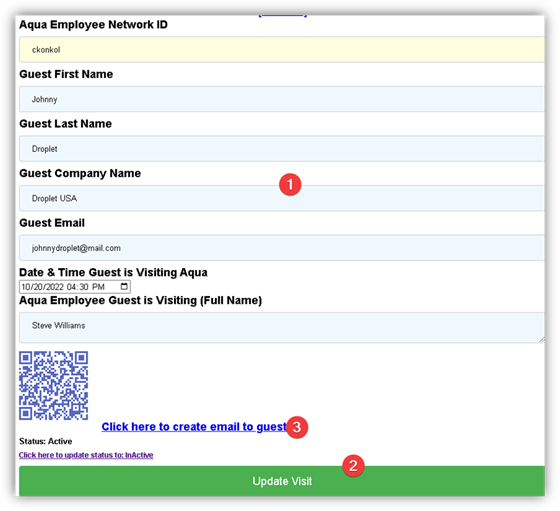 Aqua Employee Network ID
ckonkol
Guest First Name
Johnny
Guest Last Name
Droplet
Guest Company Name
1
Droplet USA
Guest Email
johnnydroplet@mail.com
Date & Time Guest is Visiting Aqua
10/20/2022 04:30 PM
Aqua Employee Guest is Visiting (Full Name)
Steve Williams
Click here to create email to guest 3
Status: Active
Click here to update status to: InActive
2
Update Visit